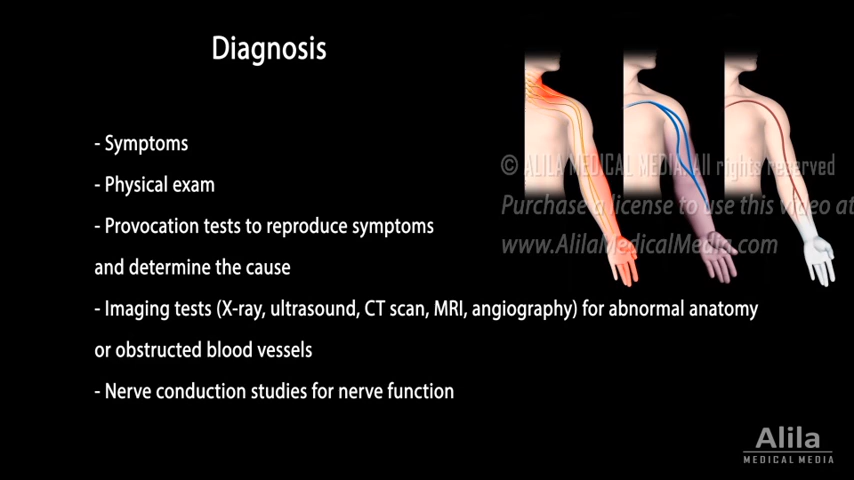 Diagnosis
- Symptoms
- Physical exam
- Provocation tests to reproduce symptoms
and determine the cause
- Imaging tests (X-ray, ultrasound, CT scan, MRI, angiography) for abnormal anatomy
or obstructed blood vessels
- Nerve conduction studies for nerve function
© ALILA MEDICAL MEDIA. All rights reserved
Purchase a license to use this video at
www.AlilaMedicalMedia.com
Alila
MEDICAL MEDIA